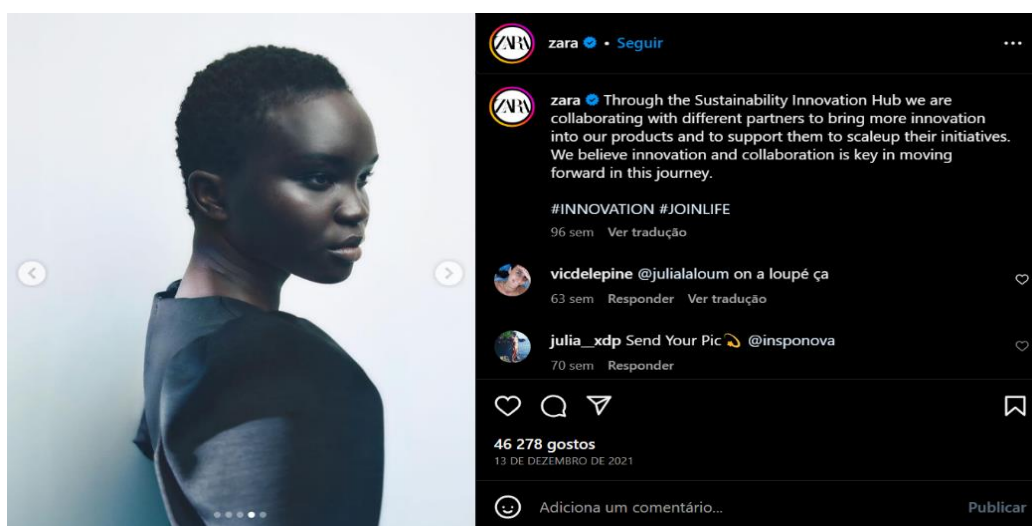 ZARA
zara • Seguir
ZARA
zara Through the Sustainability Innovation Hub we are
collaborating with different partners to bring more innovation
into our products and to support them to scaleup their initiatives.
We believe innovation and collaboration is key in moving
forward in this journey.
#INNOVATION #JOINLIFE
96 sem Ver tradução
vicdelepine @julialaloum on a loupé ça
63 sem Responder Ver tradução
julia__xdp Send Your Pic💫 @insponova
70 sem Responder
46 278 gostos
13 DE DEZEMBRO DE 2021
Adiciona um comentário...
Publicar